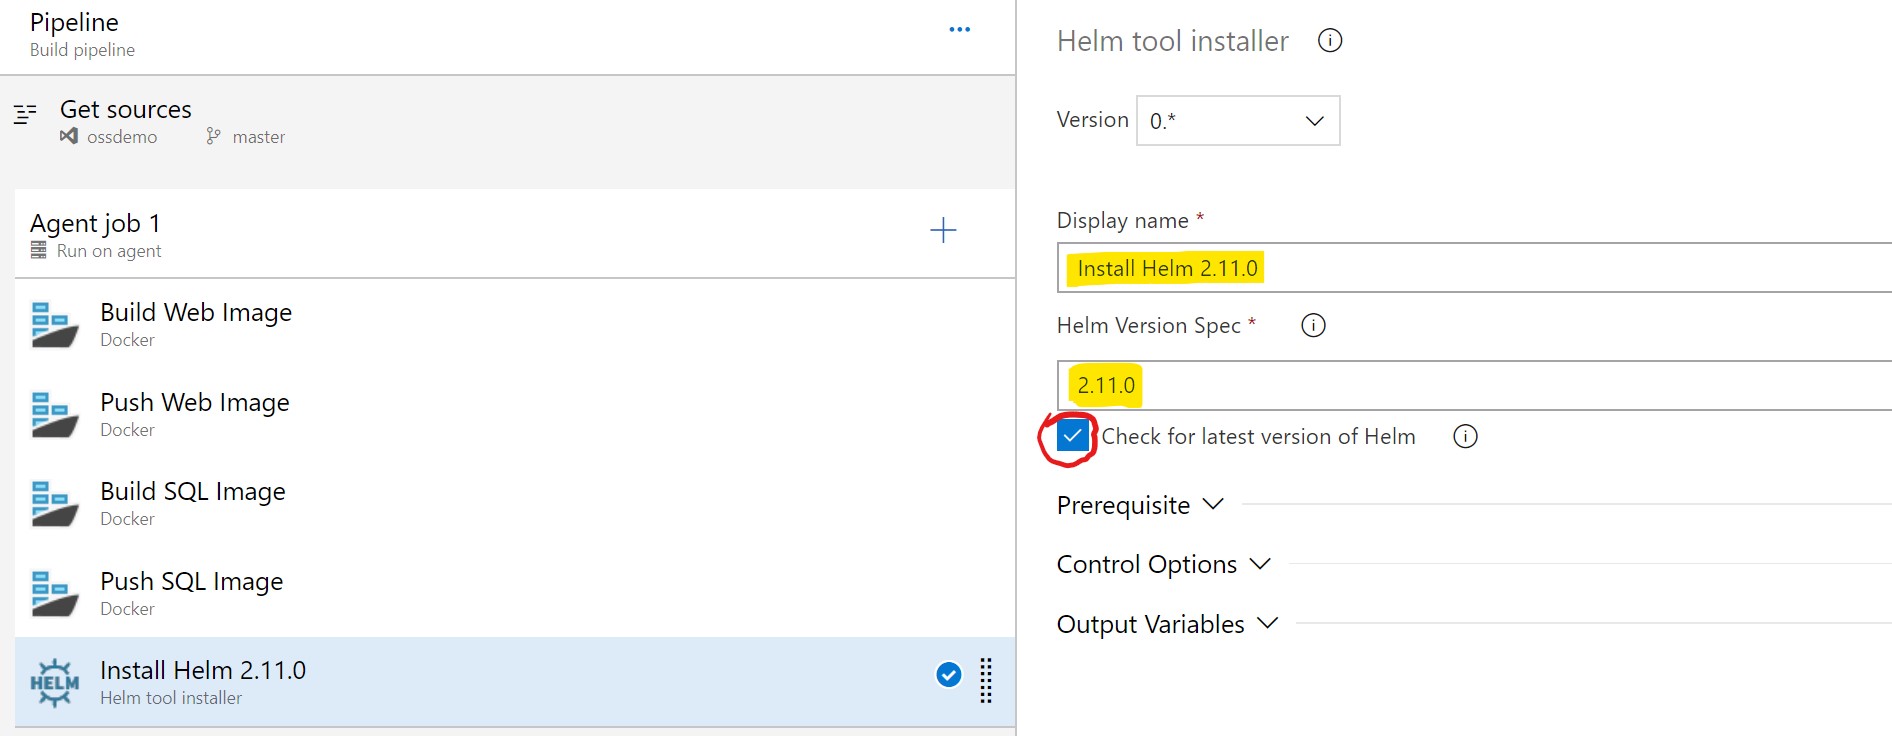 Pipeline
Build pipeline
Get sources
ossdemo master
Agent job 1
Run on agent
Build Web Image
Docker
Push Web Image
Docker
Build SQL Image
Docker
Push SQL Image
Docker
HELM
Install Helm 2.11.0
Helm tool installer
Helm tool installer
Version 0.*
Display name *
Install Helm 2.11.0
Helm Version Spec *
2.11.0
Check for latest version of Helm
Prerequisite
Control Options
Output Variables